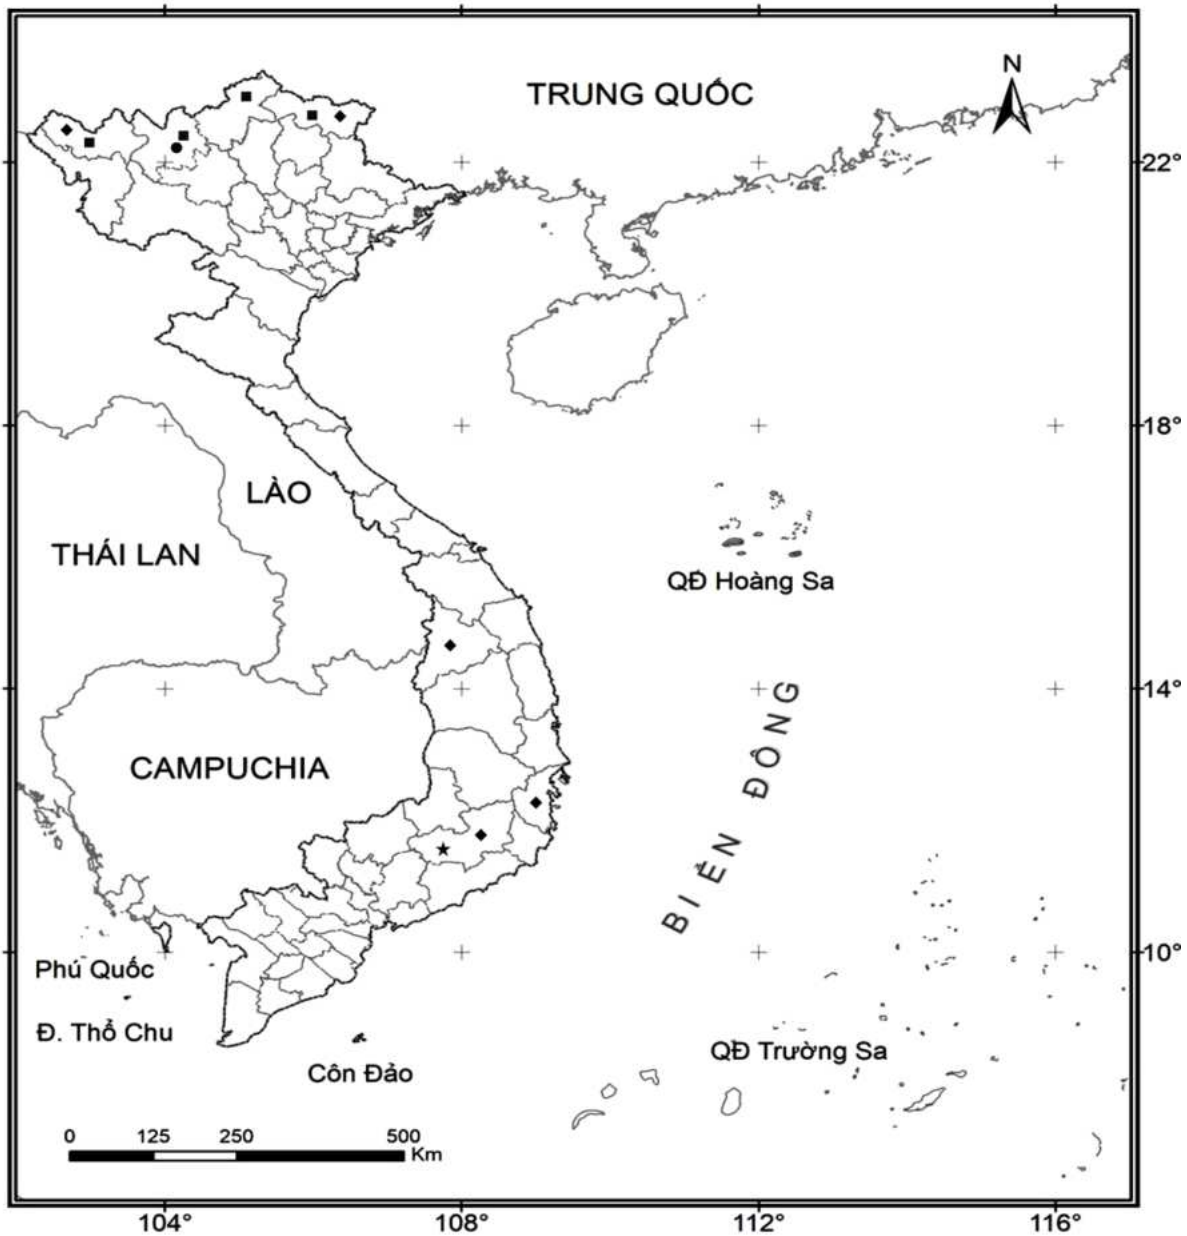 N
TRUNG QUỐC
22°
18°
LÀO
THÁI LAN
QĐ Hoàng Sa
14°
CAMPUCHIA
BIỂN ĐÔNG
10°
Phú Quốc
Đ. Thổ Chu
QĐ Trường Sa
Côn Đảo
0 125 250 500
Km
104° 108° 112° 116°